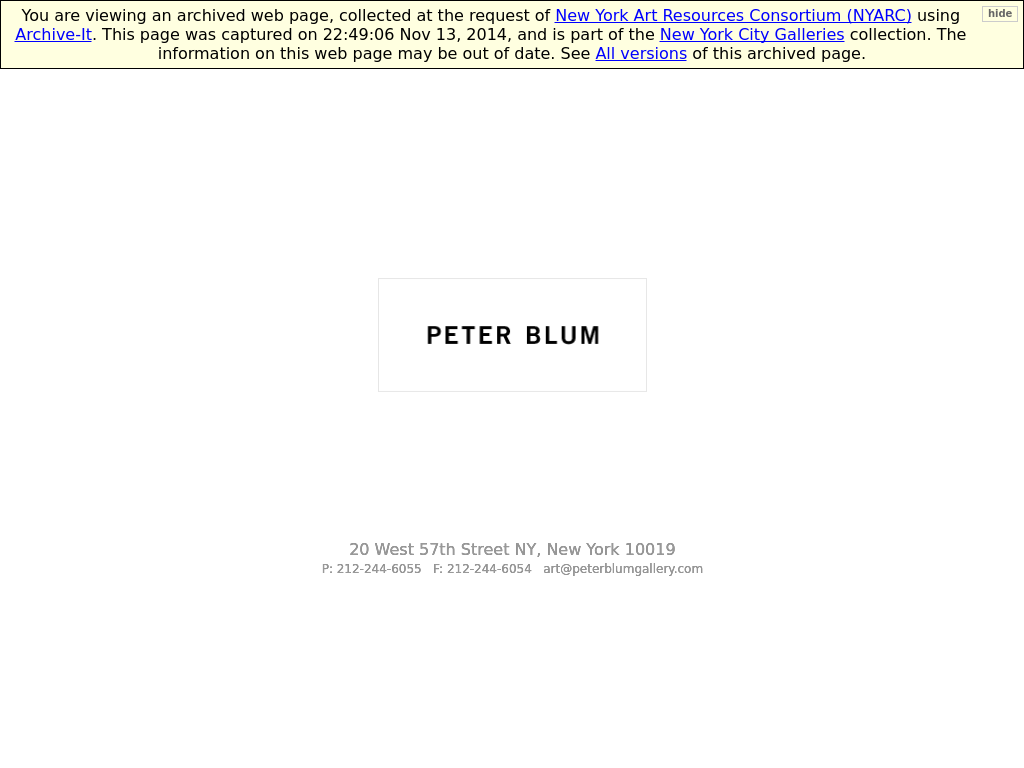 You are viewing an archived web page, collected at the request of New York Art Resources Consortium (NYARC) using
Archive-It. This page was captured on 22:49:06 Nov 13, 2014, and is part of the New York City Galleries collection. The
information on this web page may be out of date. See All versions of this archived page.
hide
PETER BLUM
20 West 57th Street NY, New York 10019
P: 212-244-6055 F: 212-244-6054 art@peterblumgallery.com